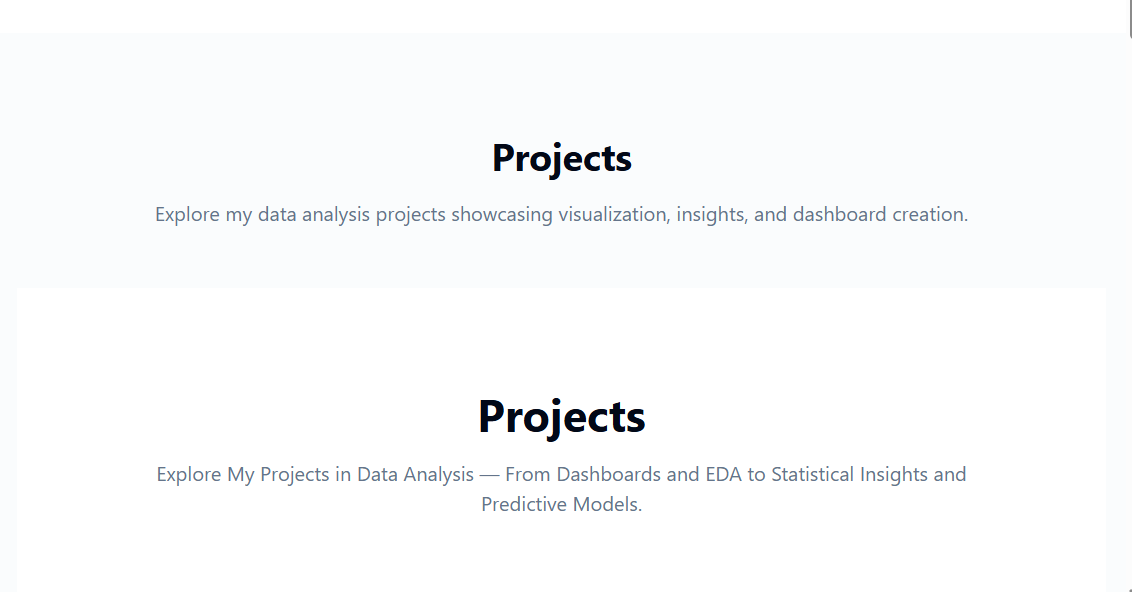 Projects
Explore my data analysis projects showcasing visualization, insights, and dashboard creation.
Projects
Explore My Projects in Data Analysis — From Dashboards and EDA to Statistical Insights and
Predictive Models.